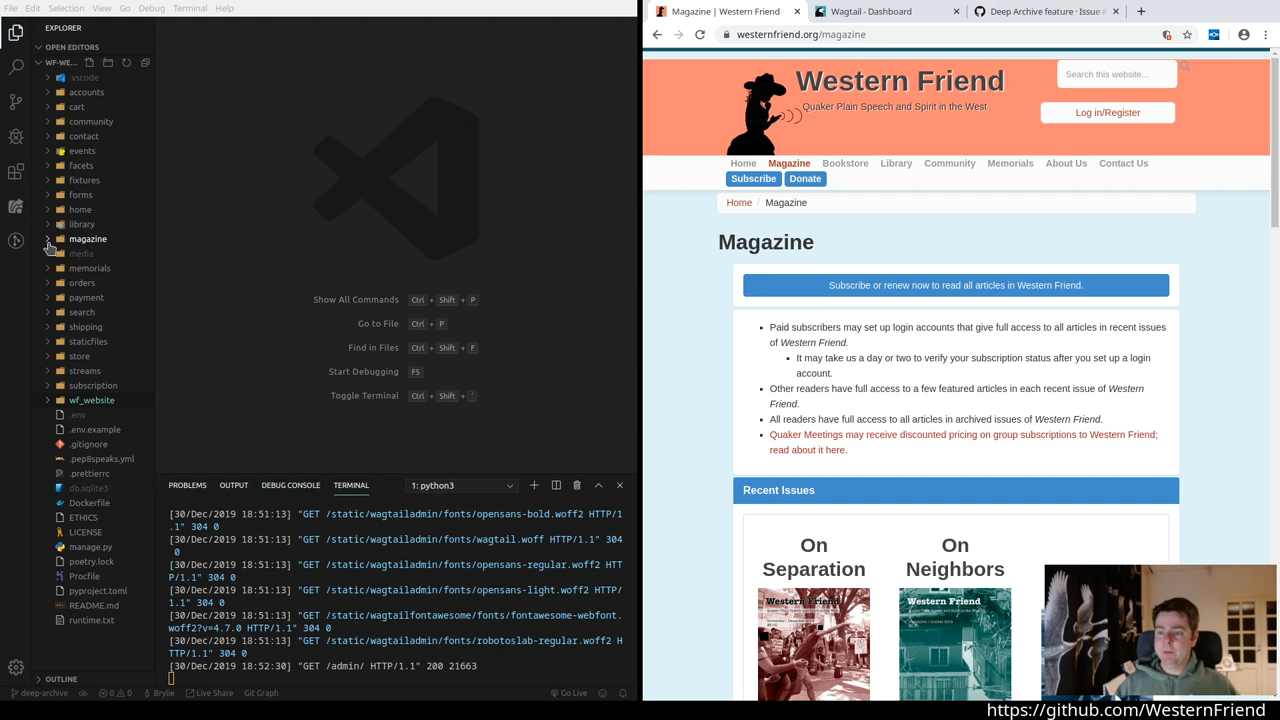 File Edit Selection View Go Debug Terminal Help
EXPLORER
OPEN EDITORS
WF-WE...
.vscode
accounts
cart
community
contact
events
facets
fixtures
forms
home
library
magazine
media
memorials
orders
payment
search
shipping
staticfiles
store
streams
subscription
wf_website
.env
.env.example
.gitignore
.pep8speaks.yml
.prettierrc
db.sqlite3
Dockerfile
ETHICS
LICENSE
manage.py
poetry.lock
Procfile
pyproject.toml
README.md
runtime.txt
OUTLINE
Show All Commands Ctrl + Shift + P
Go to File Ctrl + P
Find in Files Ctrl + Shift + F
Start Debugging F5
Toggle Terminal Ctrl + Shift + `
PROBLEMS OUTPUT DEBUG CONSOLE TERMINAL 1: python3
[30/Dec/2019 18:51:13] "GET /static/wagtailadmin/fonts/opensans-bold.woff2 HTTP/1
.1" 304 0
[30/Dec/2019 18:51:13] "GET /static/wagtailadmin/fonts/wagtail.woff HTTP/1.1" 304
0
[30/Dec/2019 18:51:13] "GET /static/wagtailadmin/fonts/opensans-regular.woff2 HTT
P/1.1" 304 0
[30/Dec/2019 18:51:13] "GET /static/wagtailadmin/fonts/opensans-light.woff2 HTTP/
1.1" 304 0
[30/Dec/2019 18:51:13] "GET /static/wagtailfontawesome/fonts/fontawesome-webfont.
woff2?v=4.7.0 HTTP/1.1" 304 0
[30/Dec/2019 18:51:13] "GET /static/wagtailadmin/fonts/robotoslab-regular.woff2 H
TTP/1.1" 304 0
[30/Dec/2019 18:52:30] "GET /admin/ HTTP/1.1" 200 21663
deep-archive 0 0 Brylie Live Share Git Graph Go Live
Magazine | Western Friend Wagtail - Dashboard Deep Archive feature · Issue #
westernfriend.org/magazine
Western Friend
Quaker Plain Speech and Spirit in the West
Search this website...
Log in/Register
Home Magazine Bookstore Library Community Memorials About Us Contact Us
Subscribe Donate
Home / Magazine
Magazine
Subscribe or renew now to read all articles in Western Friend.
Paid subscribers may set up login accounts that give full access to all articles in recent issues
of Western Friend.
It may take us a day or two to verify your subscription status after you set up a login
account.
Other readers have full access to a few featured articles in each recent issue of Western
Friend.
All readers have full access to all articles in archived issues of Western Friend.
Quaker Meetings may receive discounted pricing on group subscriptions to Western Friend;
read about it here.
Recent Issues
On
Separation
On
Neighbors
Western Friend
Western Friend
https://github.com/WesternFriend